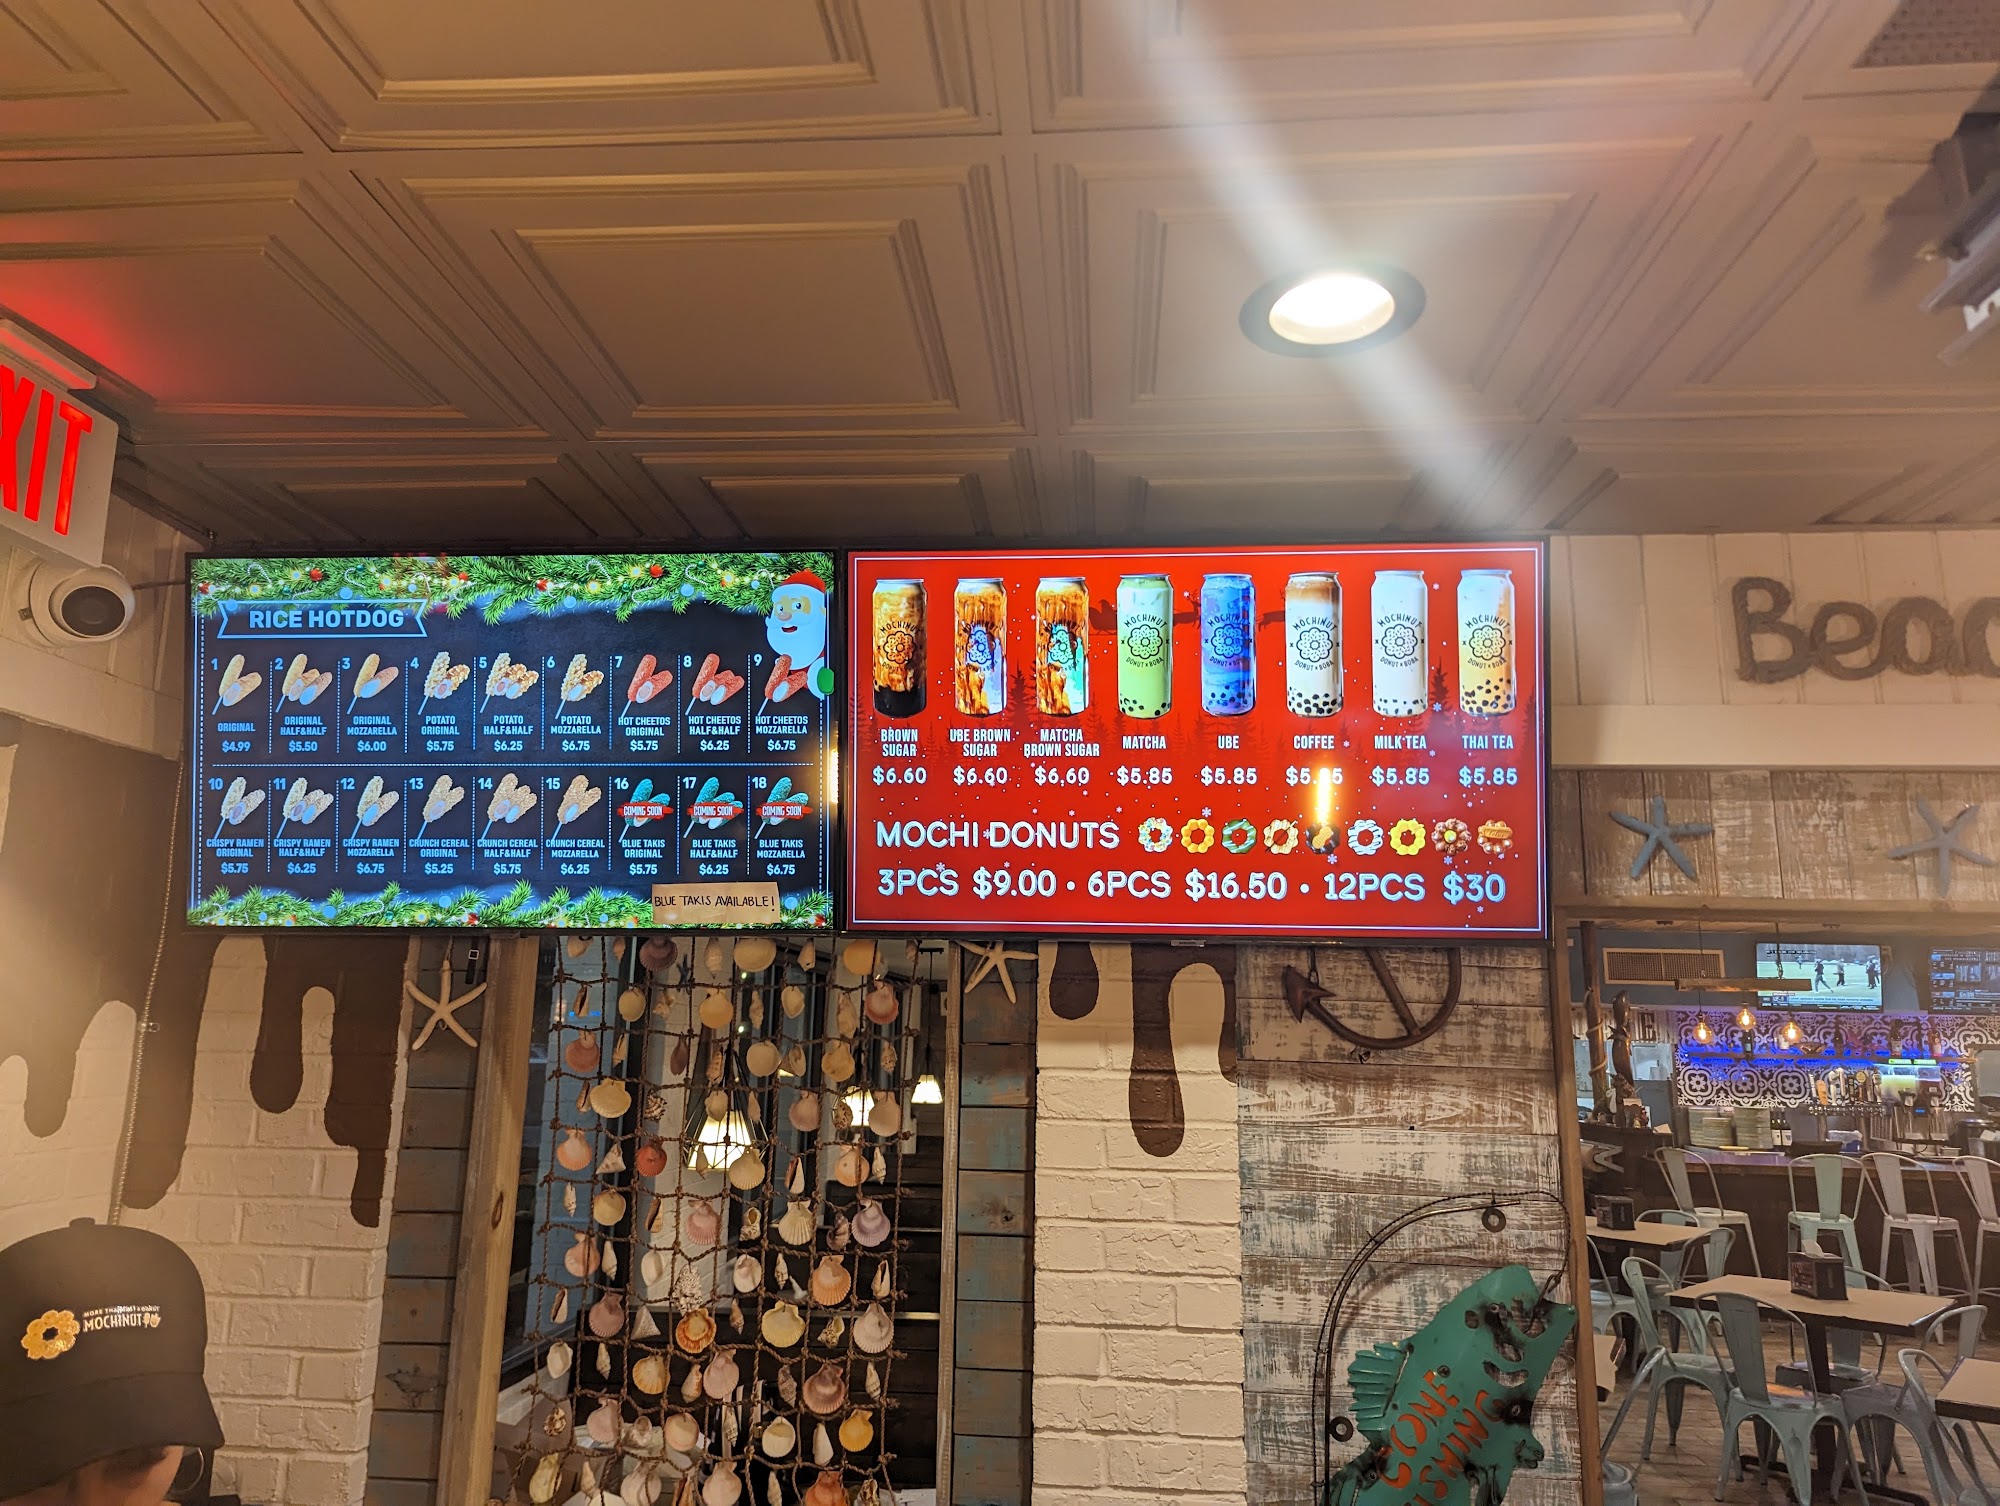 EXIT
RICE HOTDOG
1 2 3 4 5 6 7 8 9
ORIGINAL
$4.99
ORIGINAL
HALF&HALF
$5.50
ORIGINAL
MOZZARELLA
$6.00
POTATO
ORIGINAL
$5.75
POTATO
HALF&HALF
$6.25
POTATO
MOZZARELLA
$6.75
HOT CHEETOS
ORIGINAL
$5.75
HOT CHEETOS
HALF&HALF
$6.25
HOT CHEETOS
MOZZARELLA
$6.75
10 11 12 13 14 15 16 17 18
CRISPY RAMEN
ORIGINAL
$5.75
CRISPY RAMEN
HALF&HALF
$6.25
CRISPY RAMEN
MOZZARELLA
$6.75
CRUNCH CEREAL
ORIGINAL
$5.25
CRUNCH CEREAL
HALF&HALF
$5.75
CRUNCH CEREAL
MOZZARELLA
$6.25
COMING SOON
BLUE TAKIS
ORIGINAL
$5.75
COMING SOON
BLUE TAKIS
HALF&HALF
$6.25
COMING SOON
BLUE TAKIS
MOZZARELLA
$6.75
BLUE TAKIS AVAILABLE!
MOCHINUT
DONUT BOBA
BROWN
SUGAR
$6.60
UBE BROWN
SUGAR
$6.60
MATCHA
BROWN SUGAR
$6.60
MATCHA
$5.85
UBE
$5.85
COFFEE
$5.85
MILK TEA
$5.85
THAI TEA
$5.85
MOCHI DONUTS
3PCS $9.00 • 6PCS $16.50 • 12PCS $30
Beac
MOCHINUT
GONE
FISHING